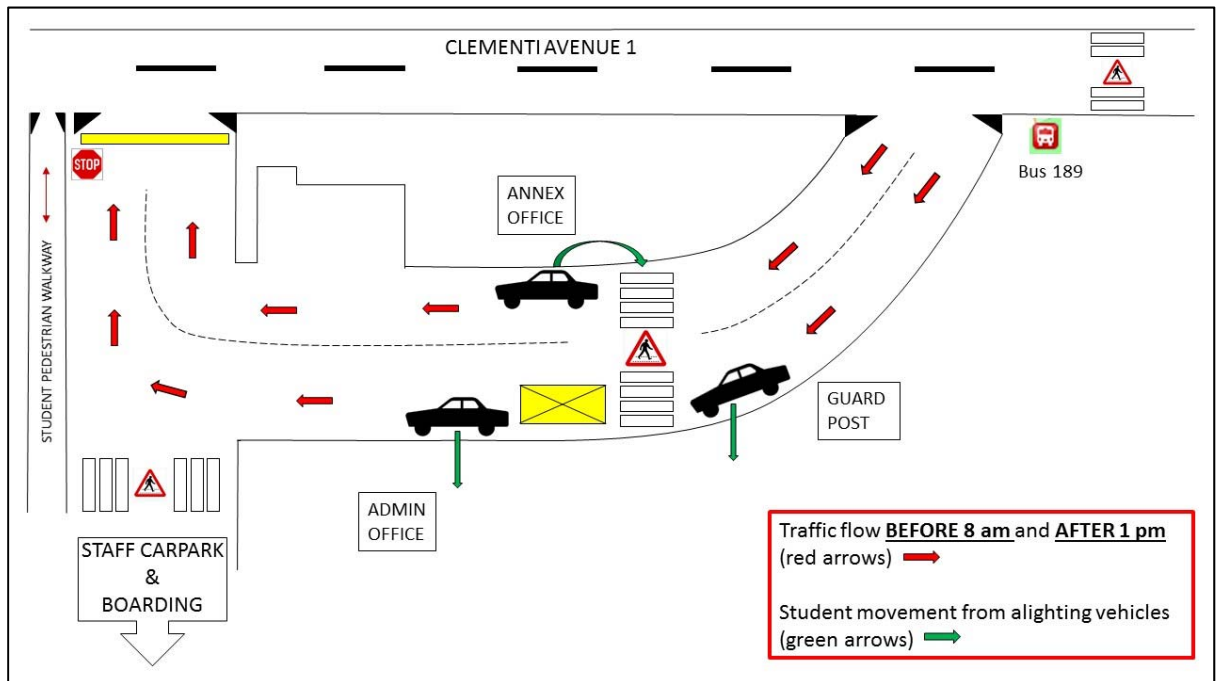 CLEMENTI AVENUE 1
STOP
Bus 189
ANNEX
OFFICE
STUDENT PEDESTRIAN WALKWAY
GUARD
POST
ADMIN
OFFICE
STAFF CARPARK
&
BOARDING
Traffic flow BEFORE 8 am and AFTER 1 pm
(red arrows)
Student movement from alighting vehicles
(green arrows)